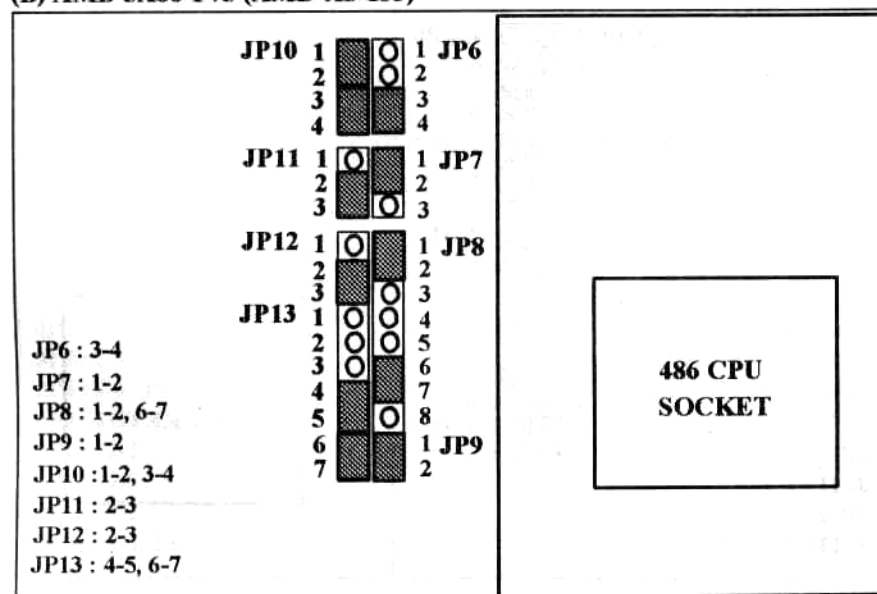 JP10 1 1 JP6
2 2
3 3
4 4
JP11 1 1 JP7
2 2
3 3
JP12 1 1 JP8
2 2
3 3
JP13 1 4
2 5
3 6
4 7
5 8
6 1 JP9
7 2
JP6 : 3-4
JP7 : 1-2
JP8 : 1-2, 6-7
JP9 : 1-2
JP10 :1-2, 3-4
JP11 : 2-3
JP12 : 2-3
JP13 : 4-5, 6-7
486 CPU
SOCKET